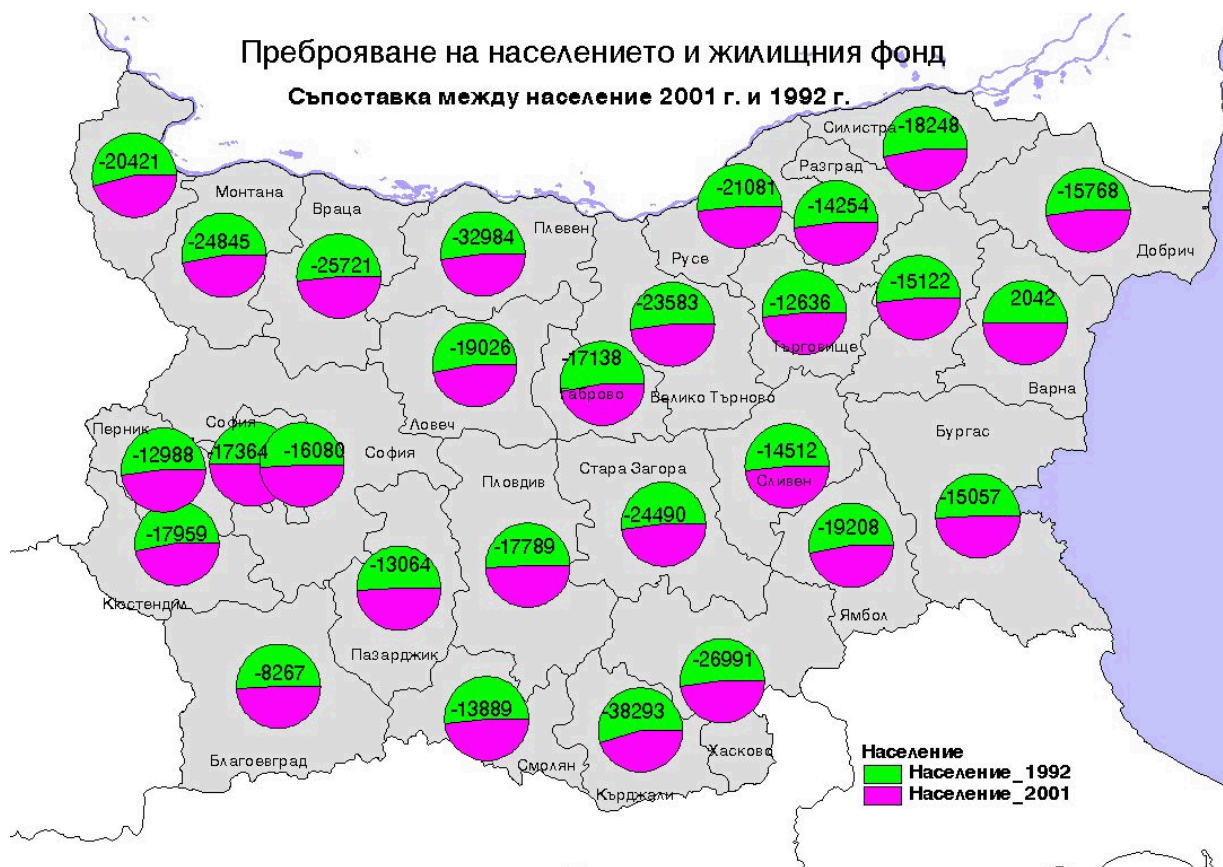 Преброяване на населението и жилищния фонд
Съпоставка между население 2001 г. и 1992 г.
Силистра
-18248
-20421
Разград
Монтана
-21081
Враца
-14254
-15768
Плевен
-24845
-32984
Русе
Добрич
-25721
-15122
-23583
-12636
2042
-19026
Търговище
-17138
Габрово
Велико Търново
Варна
Перник
София
Ловеч
Бургас
-12988
-17364
-16080
София
Стара Загора
-14512
Пловдив
Сливен
-15057
-24490
-17959
-19208
-17789
-13064
Кюстендил
Ямбол
Пазарджик
-26991
-8267
-13889
-38293
Хасково
Население
Благоевград
Смолян
Население_1992
Кърджали
Население_2001